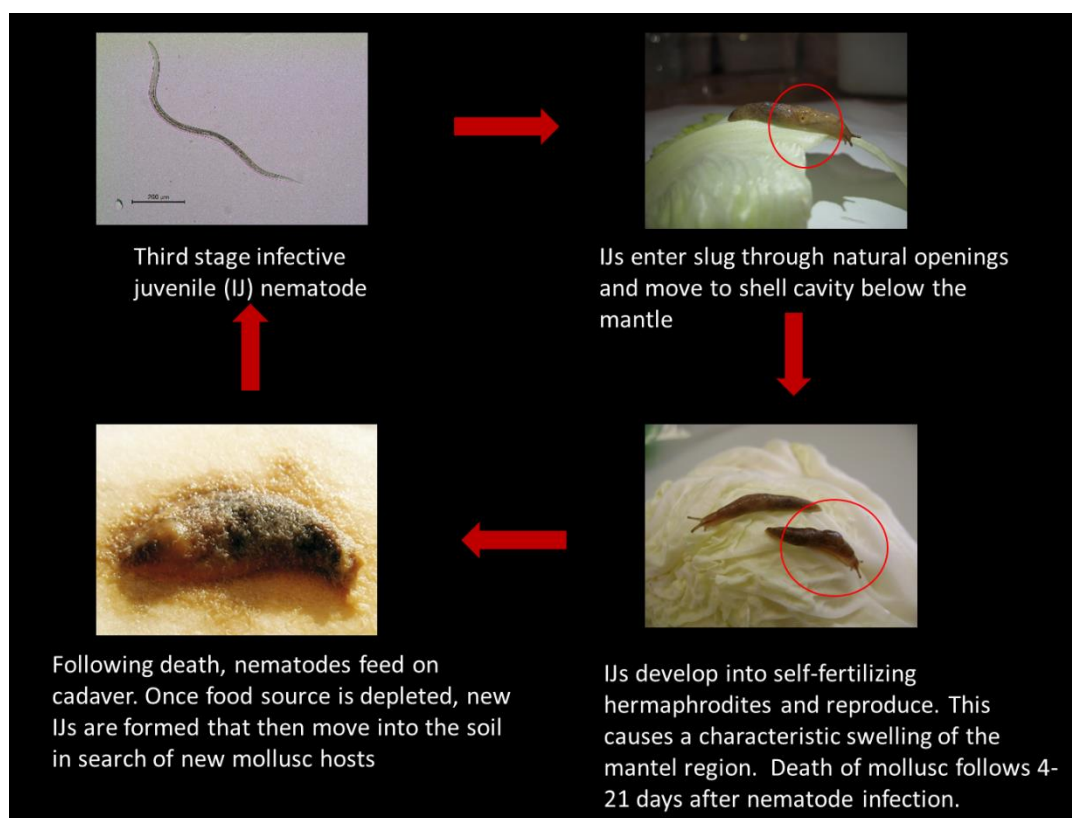 700 µm
Third stage infective
juvenile (IJ) nematode
IJs enter slug through natural openings
and move to shell cavity below the
mantle
IJs develop into self-fertilizing
hermaphrodites and reproduce. This
causes a characteristic swelling of the
mantel region.  Death of mollusc follows 4-
21 days after nematode infection.
Following death, nematodes feed on
cadaver. Once food source is depleted, new
IJs are formed that then move into the soil
in search of new mollusc hosts